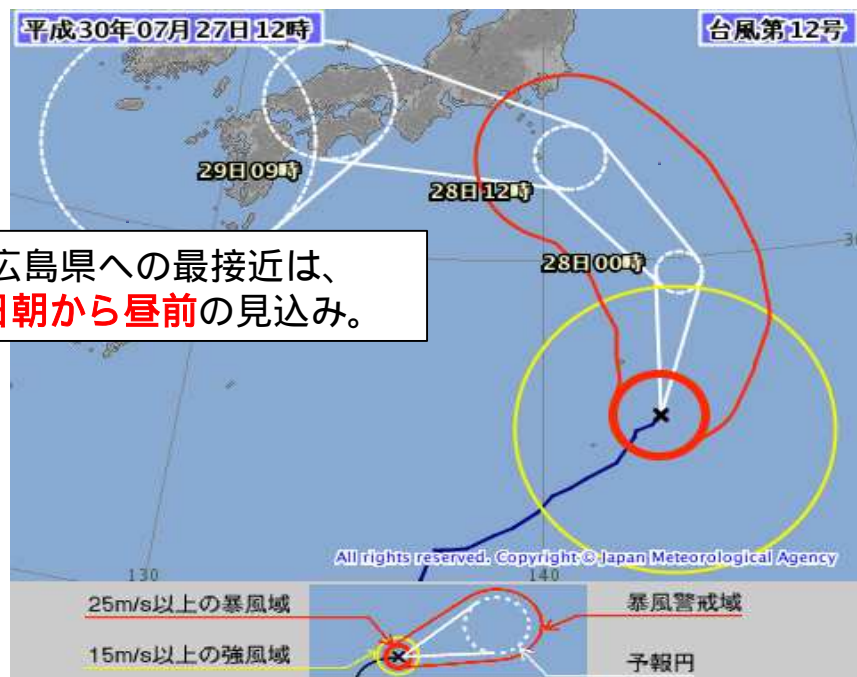 平成30年07月27日12時
台風第12号
29日09時
28日12時
28日00時
30
広島県への最接近は、
日朝から昼前の見込み。
All rights reserved. Copyright © Japan Meteorological Agency
130
140
25m/s以上の暴風域
暴風警戒域
15m/s以上の強風域
予報円